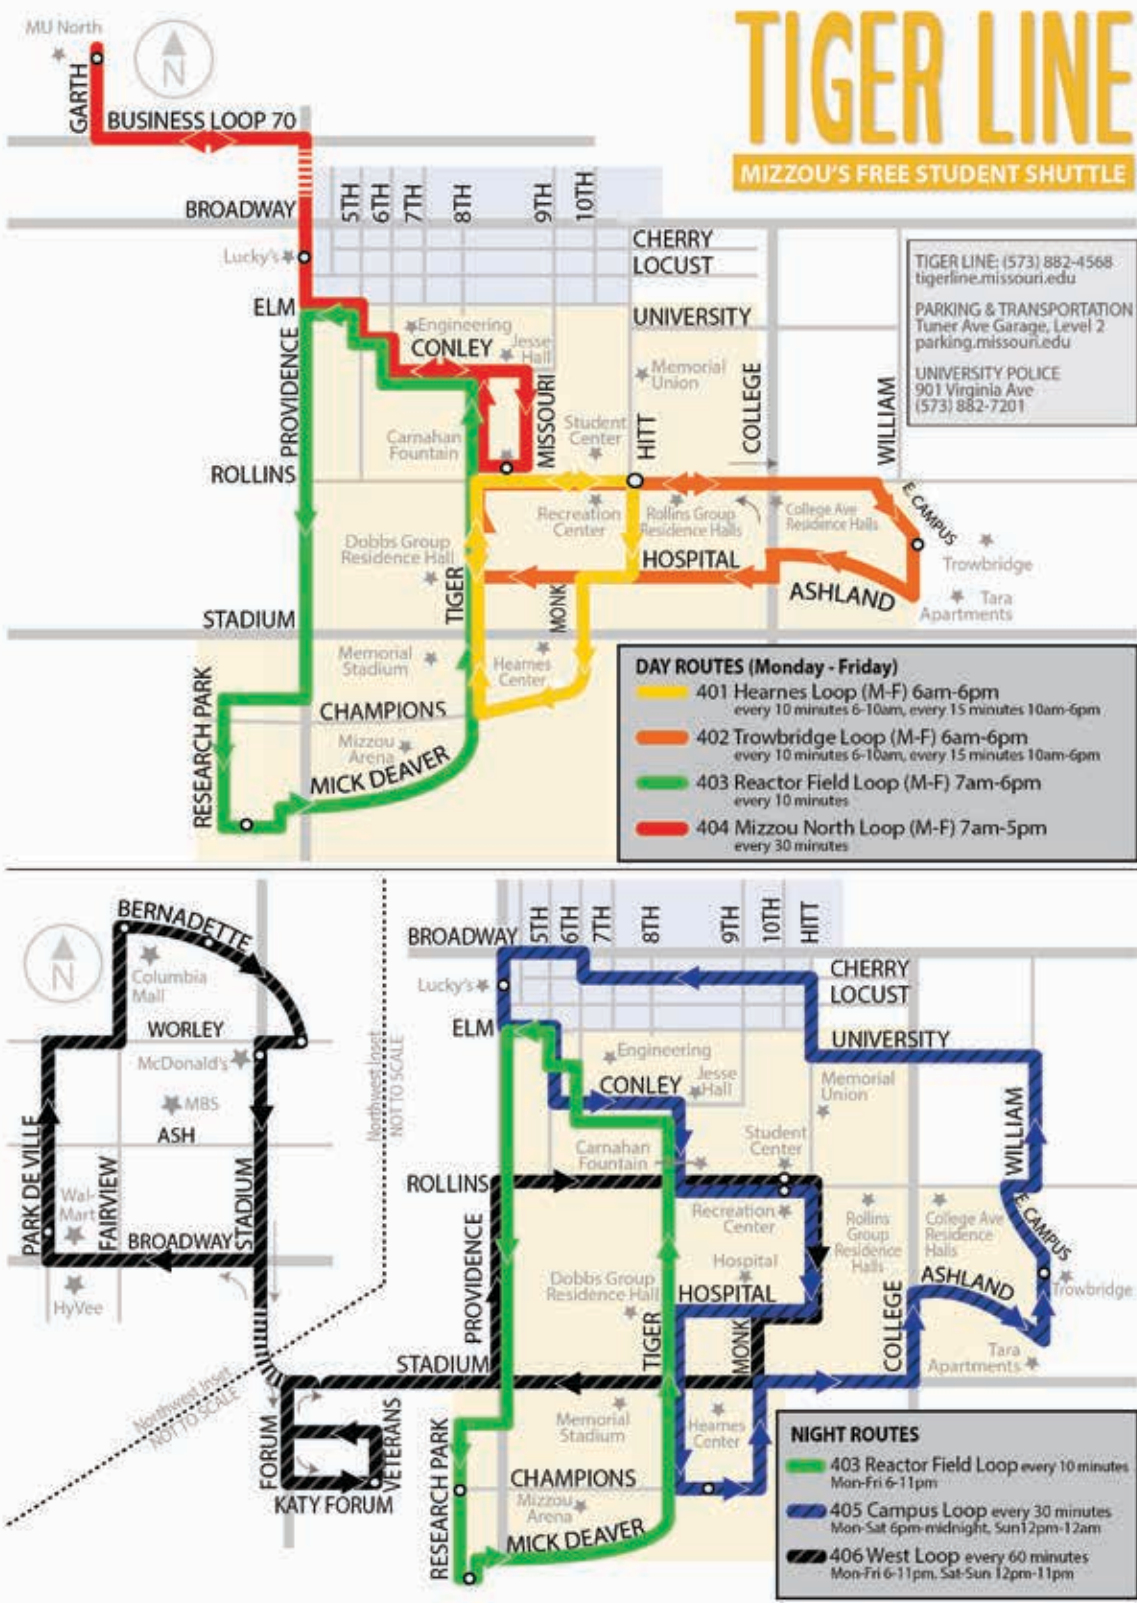 TIGER LINE
MIZZOU'S FREE STUDENT SHUTTLE
MU North
N
GARTH
BUSINESS LOOP 70
BROADWAY
5TH
6TH
7TH
8TH
9TH
10TH
Lucky's
CHERRY
LOCUST
TIGER LINE: (573) 882-4568
tigerline.missouri.edu
PARKING & TRANSPORTATION
Tuner Ave Garage, Level 2
parking.missouri.edu
UNIVERSITY POLICE
901 Virginia Ave
(573) 882-7201
ELM
Engineering
UNIVERSITY
CONLEY
Jesse
Hall
Memorial
Union
PROVIDENCE
MISSOURI
HITT
COLLEGE
WILLIAM
Carnahan
Fountain
Student
Center
ROLLINS
Recreation
Center
Rollins Group
Residence Halls
College Ave
Residence Halls
E. CAMPUS
Dobbs Group
Residence Hall
HOSPITAL
Trowbridge
TIGER
MONK
ASHLAND
Tara
Apartments
STADIUM
Memorial
Stadium
Hearnes
Center
RESEARCH PARK
CHAMPIONS
Mizzou
Arena
MICK DEAVER
DAY ROUTES (Monday - Friday)
401 Hearnes Loop (M-F) 6am-6pm
every 10 minutes 6-10am, every 15 minutes 10am-6pm
402 Trowbridge Loop (M-F) 6am-6pm
every 10 minutes 6-10am, every 15 minutes 10am-6pm
403 Reactor Field Loop (M-F) 7am-6pm
every 10 minutes
404 Mizzou North Loop (M-F) 7am-5pm
every 30 minutes
BERNADETTE
N
Columbia
Mall
WORLEY
McDonald's
MBS
ASH
PARK DE VILLE
FAIRVIEW
STADIUM
Wal-
Mart
BROADWAY
HyVee
Northwest Inset
NOT TO SCALE
Northwest Inset
NOT TO SCALE
FORUM
VETERANS
KATY FORUM
BROADWAY
5TH
6TH
7TH
8TH
9TH
10TH
HITT
Lucky's
CHERRY
LOCUST
ELM
UNIVERSITY
Engineering
CONLEY
Jesse
Hall
Memorial
Union
WILLIAM
Carnahan
Fountain
Student
Center
ROLLINS
Recreation
Center
Rollins
Group
Residence
Halls
College Ave
Residence
Halls
E. CAMPUS
PROVIDENCE
Hospital
Dobbs Group
Residence Hall
HOSPITAL
ASHLAND
Trowbridge
TIGER
MONK
COLLEGE
STADIUM
Tara
Apartments
Memorial
Stadium
Hearnes
Center
RESEARCH PARK
CHAMPIONS
Mizzou
Arena
MICK DEAVER
NIGHT ROUTES
403 Reactor Field Loop every 10 minutes
Mon-Fri 6-11pm
405 Campus Loop every 30 minutes
Mon-Sat 6pm-midnight, Sun12pm-12am
406 West Loop every 60 minutes
Mon-Fri 6-11pm, Sat-Sun 12pm-11pm